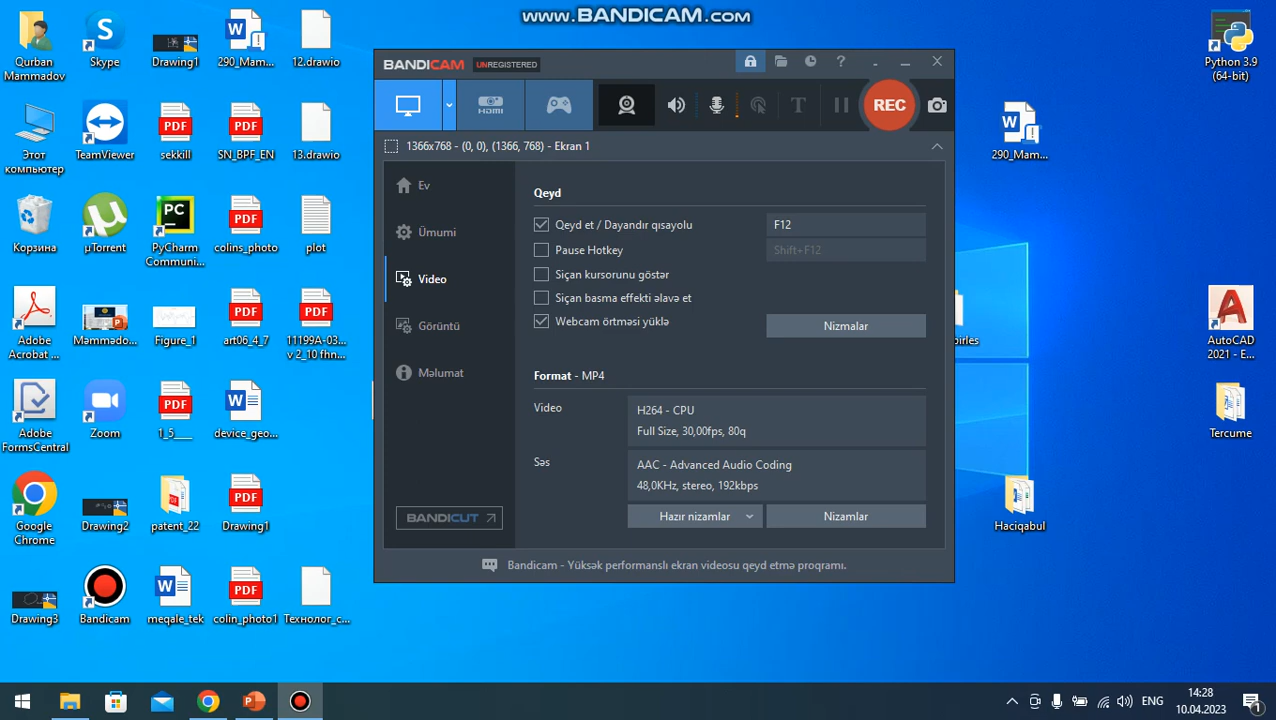 www.BANDICAM.com
Qurban
Mammadov
Skype
Drawing1
290_Mam...
12.drawio
Python 3.9
(64-bit)
Этот
компьютер
TeamViewer
sekkill
SN_BPF_EN
13.drawio
290_Mam...
Корзина
µTorrent
PyCharm
Communi...
colins_photo
plot
Adobe
Acrobat ...
Məmmədo...
Figure_1
art06_4_7
11199A-03...
v 2_10 fhn...
birles
AutoCAD
2021 - E...
Adobe
FormsCentral
Zoom
1_5___
device_geo...
Tercume
Google
Chrome
Drawing2
patent_22
Drawing1
Haciqabul
Drawing3
Bandicam
meqale_tek
colin_photo1
Технолог_с...
BANDICAM UNREGISTERED
HDMI
REC
1366x768 - (0, 0), (1366, 768) - Ekran 1
Ev
Ümumi
Video
Görüntü
Məlumat
BANDICUT
Qeyd
Qeyd et / Dayandır qısayolu
F12
Pause Hotkey
Shift+F12
Siçan kursorunu göstər
Siçan basma effekti əlavə et
Webcam örtməsi yüklə
Nizmalar
Format - MP4
Video
H264 - CPU
Full Size, 30,00fps, 80q
Səs
AAC - Advanced Audio Coding
48,0KHz, stereo, 192kbps
Hazır nizamlar
Nizamlar
Bandicam - Yüksək performanslı ekran videosu qeyd etmə proqramı.
ENG
14:28
10.04.2023
1